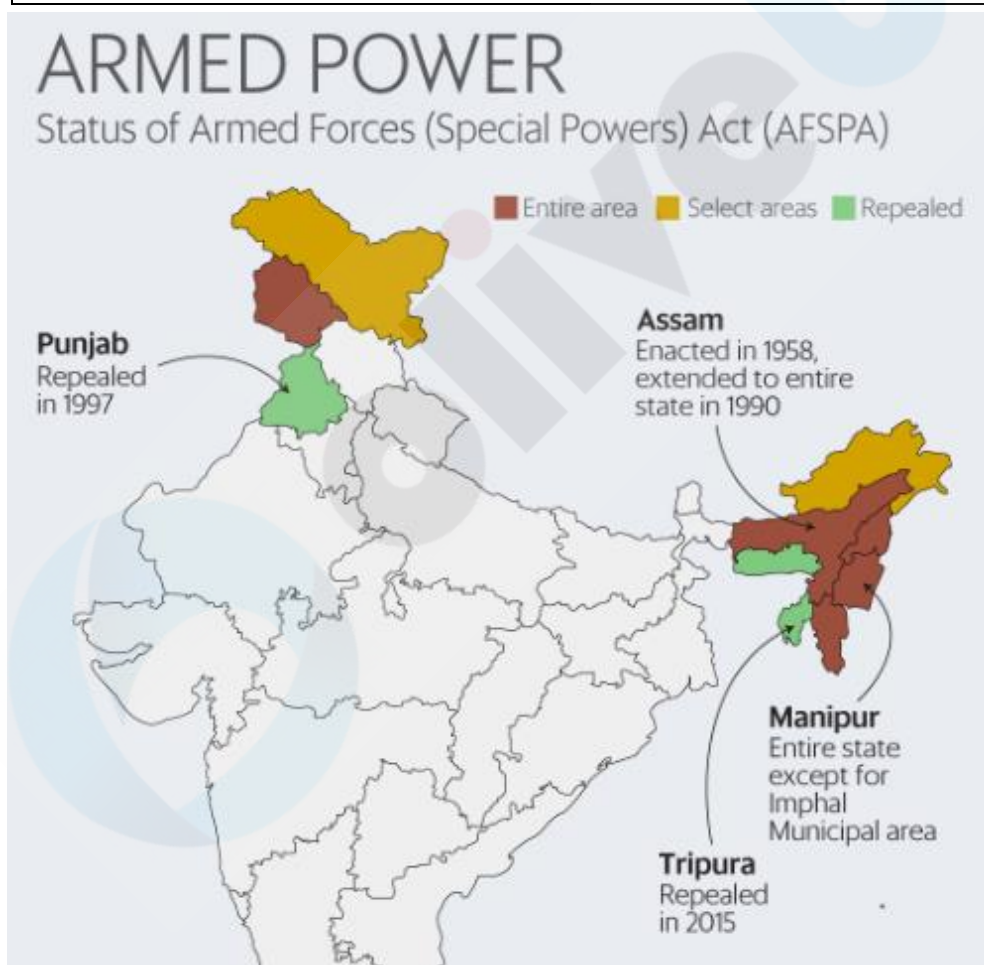 ARMED POWER
Status of Armed Forces (Special Powers) Act (AFSPA)
Entire area Select areas Repealed
Punjab
Repealed
in 1997
Assam
Enacted in 1958,
extended to entire
state in 1990
Manipur
Entire state
except for
Imphal
Municipal area
Tripura
Repealed
in 2015